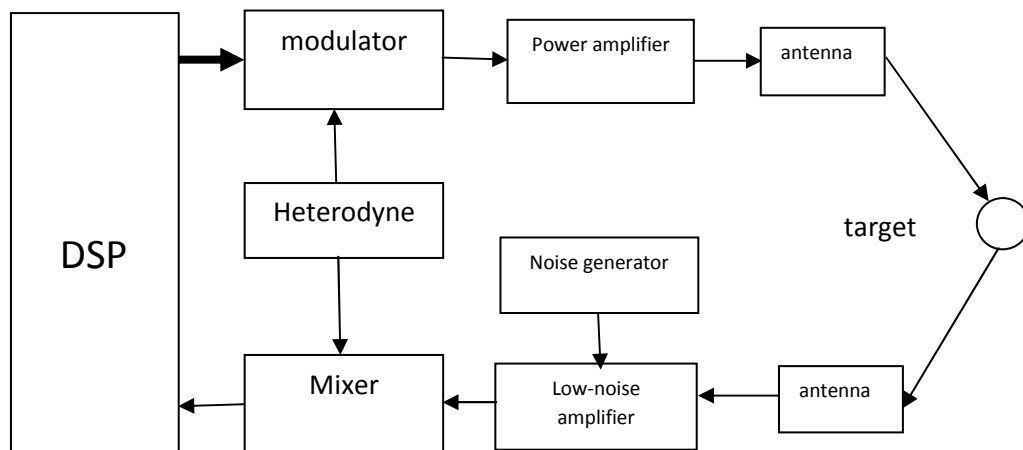 modulator
Power amplifier
antenna
Heterodyne
target
DSP
Noise generator
Mixer
Low-noise
amplifier
antenna